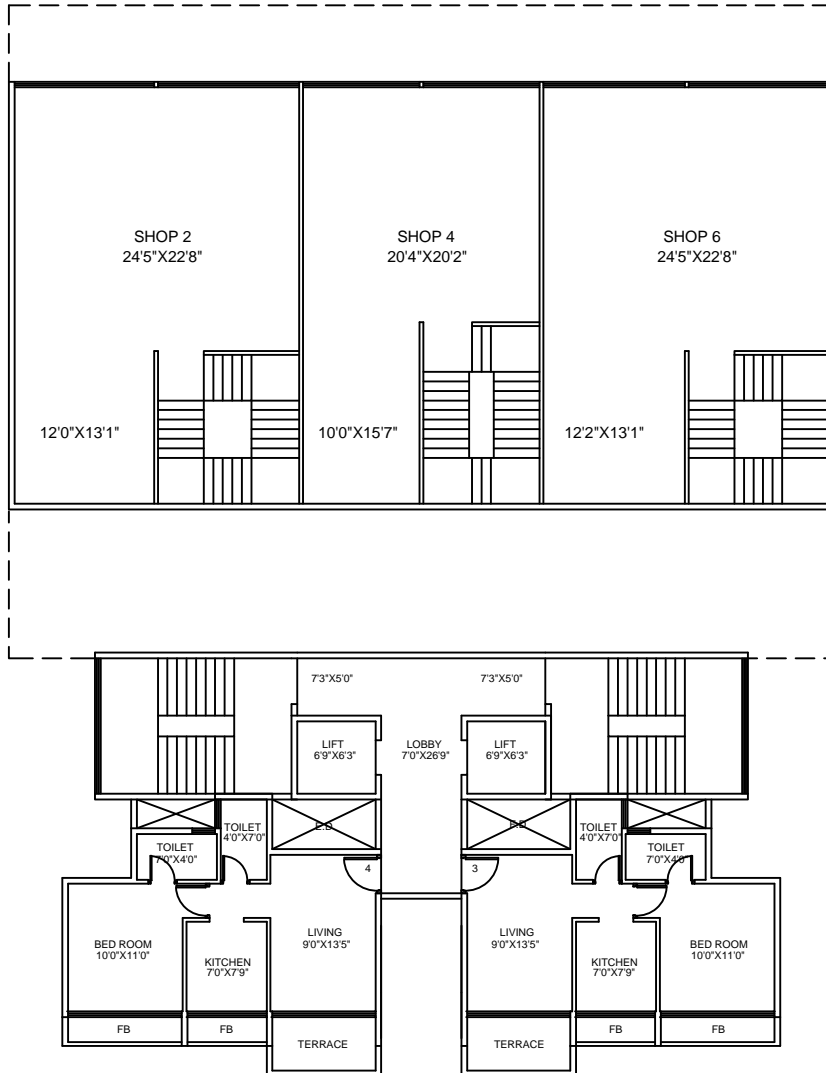 SHOP 2
24'5"X22'8"
SHOP 4
20'4"X20'2"
SHOP 6
24'5"X22'8"
12'0"X13'1"
10'0"X15'7"
12'2"X13'1"
7'3"X5'0"
7'3"X5'0"
LIFT
6'9"X6'3"
LOBBY
7'0"X26'9"
LIFT
6'9"X6'3"
TOILET
4'0"X7'0"
E.D
E.D
TOILET
4'0"X7'0"
TOILET
7'0"X4'0"
TOILET
7'0"X4'0"
4
3
BED ROOM
10'0"X11'0"
KITCHEN
7'0"X7'9"
LIVING
9'0"X13'5"
LIVING
9'0"X13'5"
KITCHEN
7'0"X7'9"
BED ROOM
10'0"X11'0"
FB
FB
TERRACE
TERRACE
FB
FB